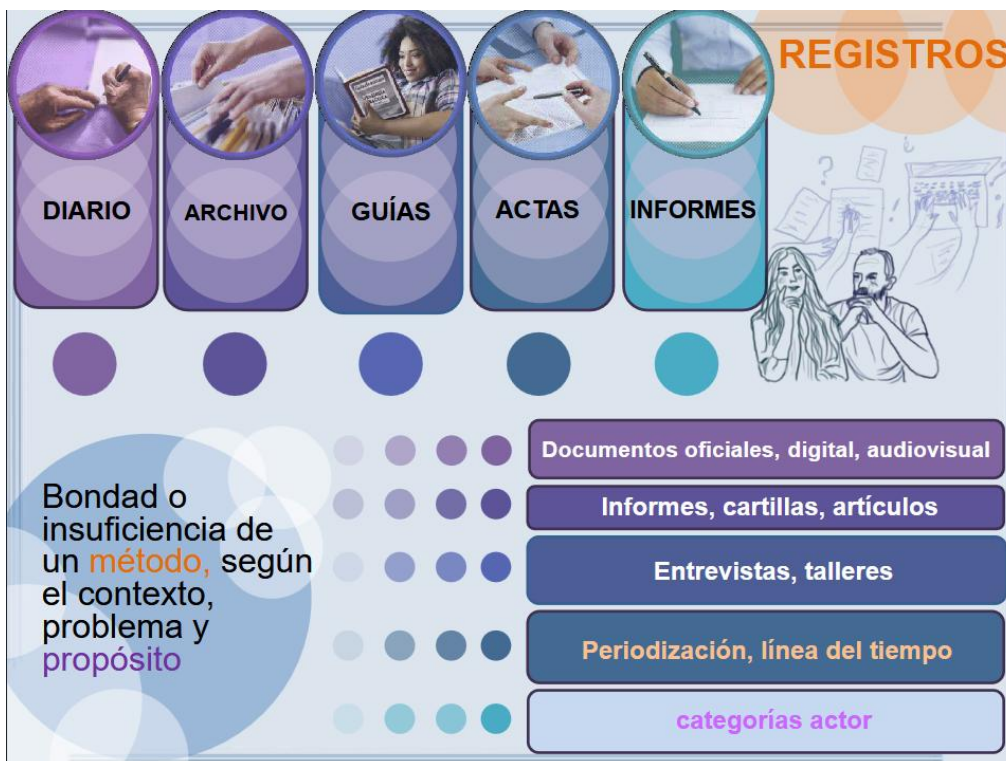 REGISTROS
DIARIO
ARCHIVO
GUÍAS
ACTAS
INFORMES
Bondad o
insuficiencia de
un método, según
el contexto,
problema y
propósito
Documentos oficiales, digital, audiovisual
Informes, cartillas, artículos
Entrevistas, talleres
Periodización, línea del tiempo
categorías actor